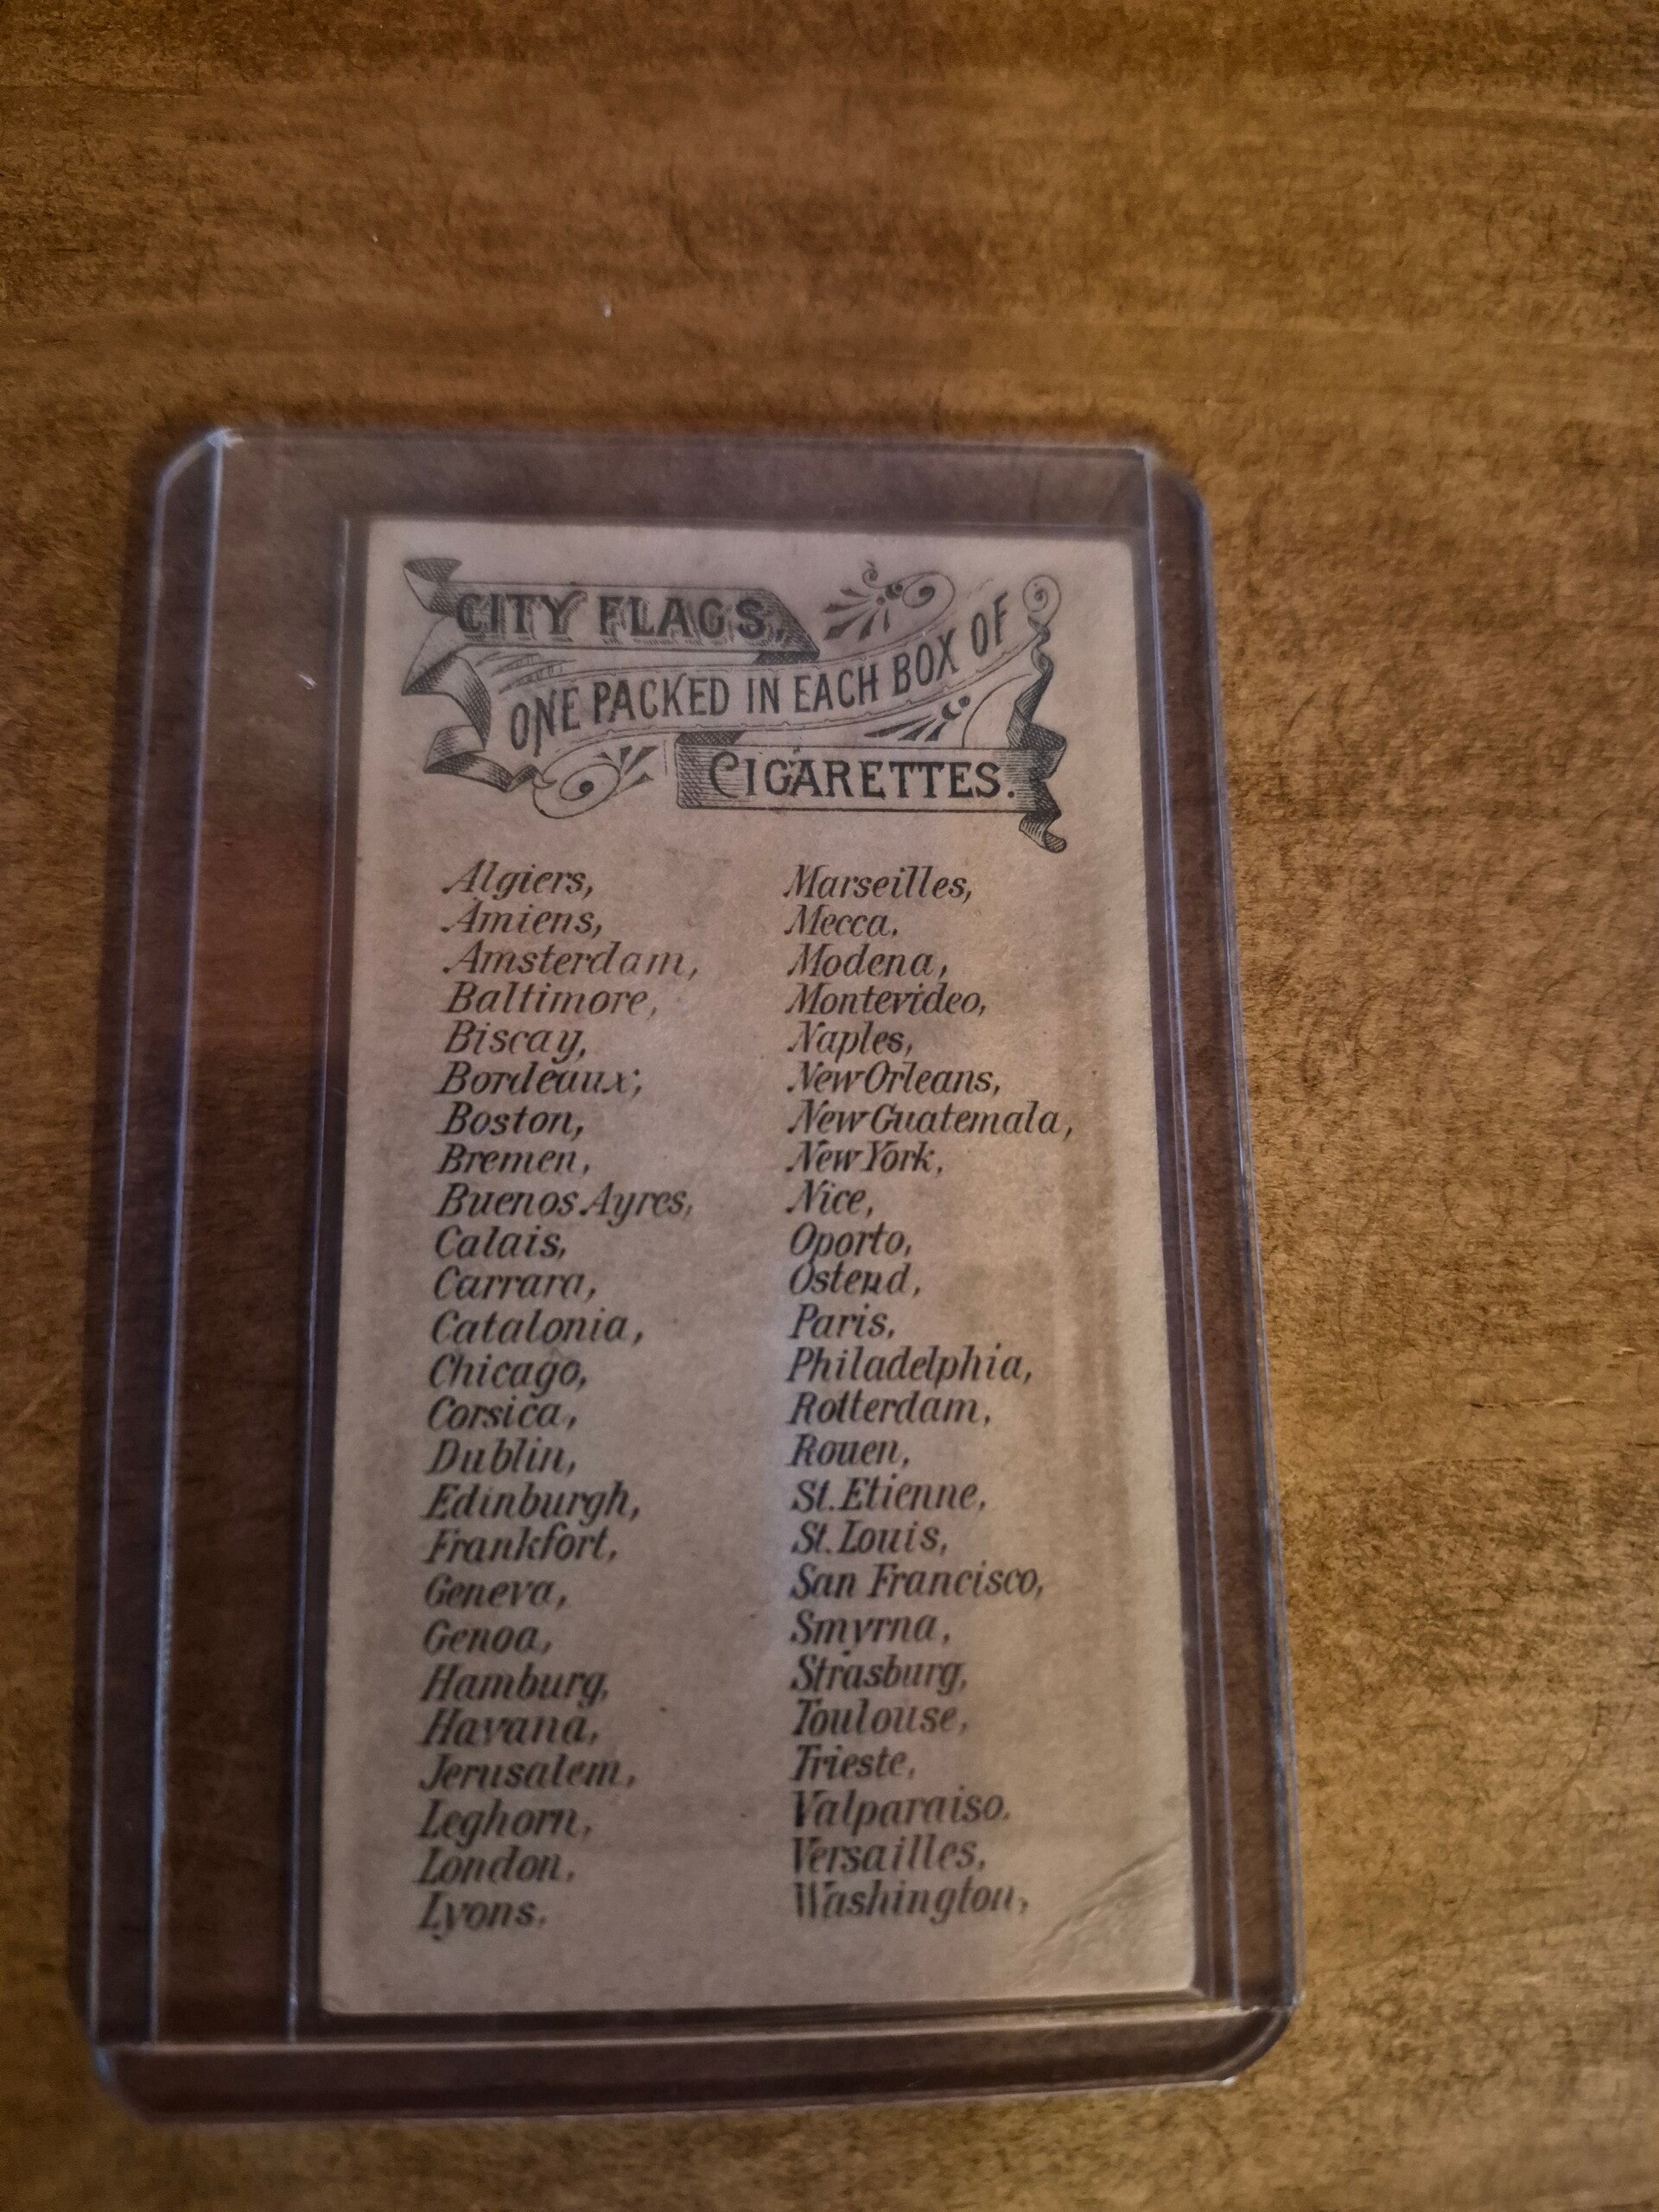 CITY FLAGS,
ONE PACKED IN EACH BOX OF
CIGARETTES.
Algiers,
Amiens,
Amsterdam,
Baltimore,
Biscay,
Bordeaux,
Boston,
Bremen,
Buenos Ayres,
Calais,
Carrara,
Catalonia,
Chicago,
Corsica,
Dublin,
Edinburgh,
Frankfort,
Geneva,
Genoa,
Hamburg,
Havana,
Jerusalem,
Leghorn,
London,
Lyons,
Marseilles,
Mecca,
Modena,
Montevideo,
Naples,
New Orleans,
New Guatemala,
New York,
Nice,
Oporto,
Ostend,
Paris,
Philadelphia,
Rotterdam,
Rouen,
St. Etienne,
St. Louis,
San Francisco,
Smyrna,
Strasburg,
Toulouse,
Trieste,
Valparaiso.
Versailles,
Washington,